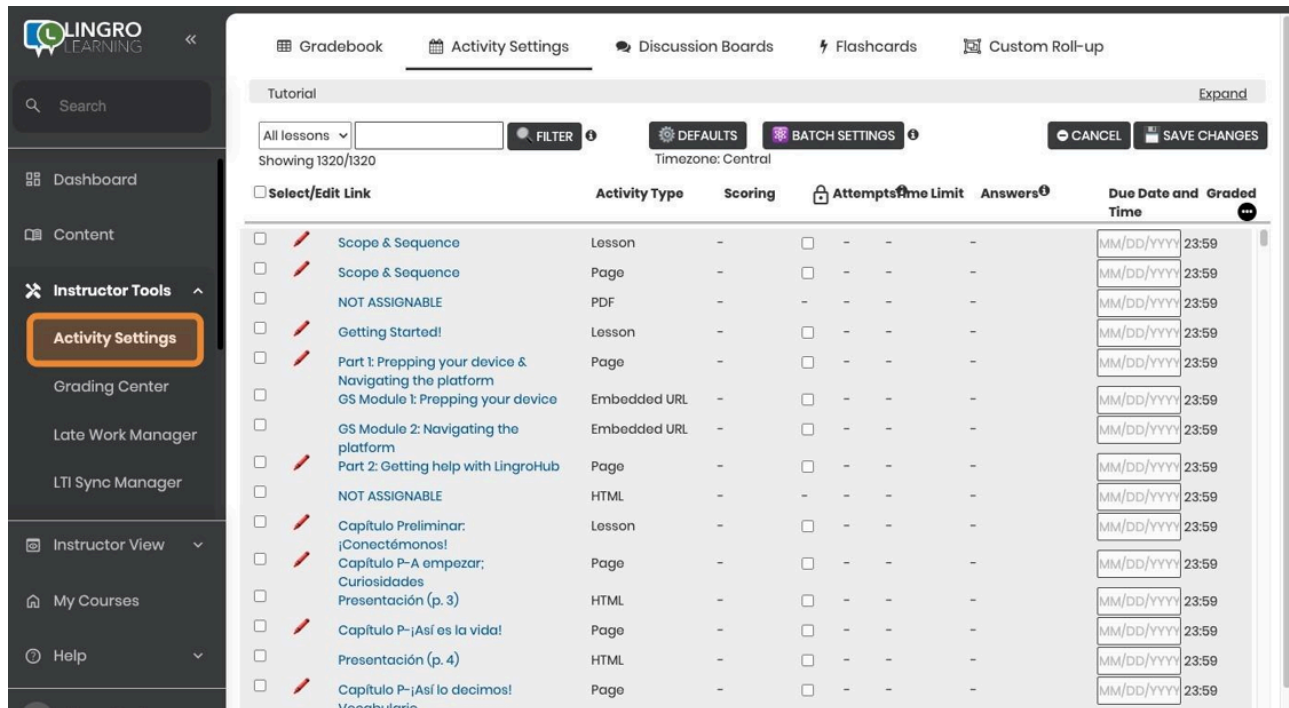 LINGRO
LEARNING
Search
Dashboard
Content
Instructor Tools
Activity Settings
Grading Center
Late Work Manager
LTI Sync Manager
Instructor View
My Courses
Help
Gradebook Activity Settings Discussion Boards Flashcards Custom Roll-up
Tutorial Expand
All lessons FILTER DEFAULTS BATCH SETTINGS CANCEL SAVE CHANGES
Showing 1320/1320 Timezone: Central
Select/Edit Link Activity Type Scoring Attempts Time Limit Answers Due Date and Graded
Time
Scope & Sequence Lesson - - - - MM/DD/YYYY 23:59
Scope & Sequence Page - - - - MM/DD/YYYY 23:59
NOT ASSIGNABLE PDF - - - - - MM/DD/YYYY 23:59
Getting Started! Lesson - - - - MM/DD/YYYY 23:59
Part 1: Prepping your device & Page - - - - MM/DD/YYYY 23:59
Navigating the platform
GS Module 1: Prepping your device Embedded URL - - - - MM/DD/YYYY 23:59
GS Module 2: Navigating the Embedded URL - - - - MM/DD/YYYY 23:59
platform
Part 2: Getting help with LingroHub Page - - - - MM/DD/YYYY 23:59
NOT ASSIGNABLE HTML - - - - - MM/DD/YYYY 23:59
Capítulo Preliminar: Lesson - - - - MM/DD/YYYY 23:59
¡Conectémonos!
Capítulo P-A empezar; Page - - - - MM/DD/YYYY 23:59
Curiosidades
Presentación (p. 3) HTML - - - - MM/DD/YYYY 23:59
Capítulo P-¡Así es la vida! Page - - - - MM/DD/YYYY 23:59
Presentación (p. 4) HTML - - - - MM/DD/YYYY 23:59
Capítulo P-¡Así lo decimos! Page - - - - MM/DD/YYYY 23:59
Vocabulario